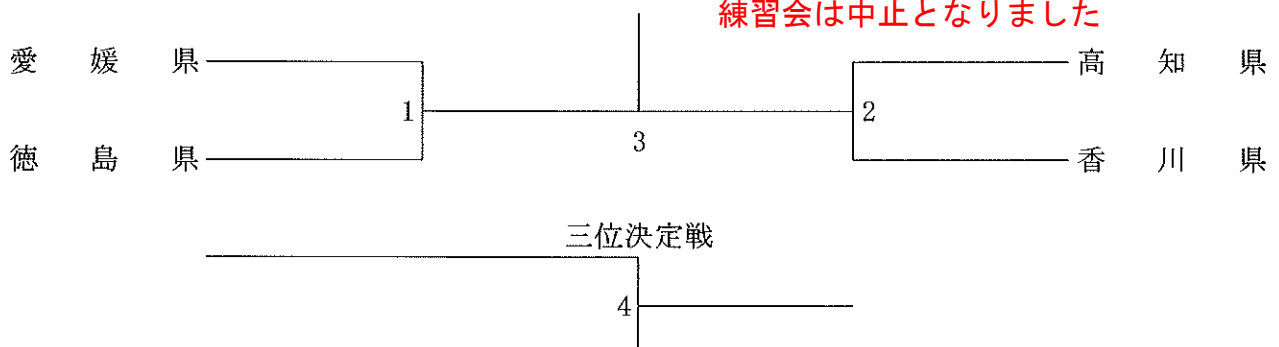 練習会は中止となりました
愛媛県
高知県
1
2
3
徳島県
香川県
三位決定戦
4